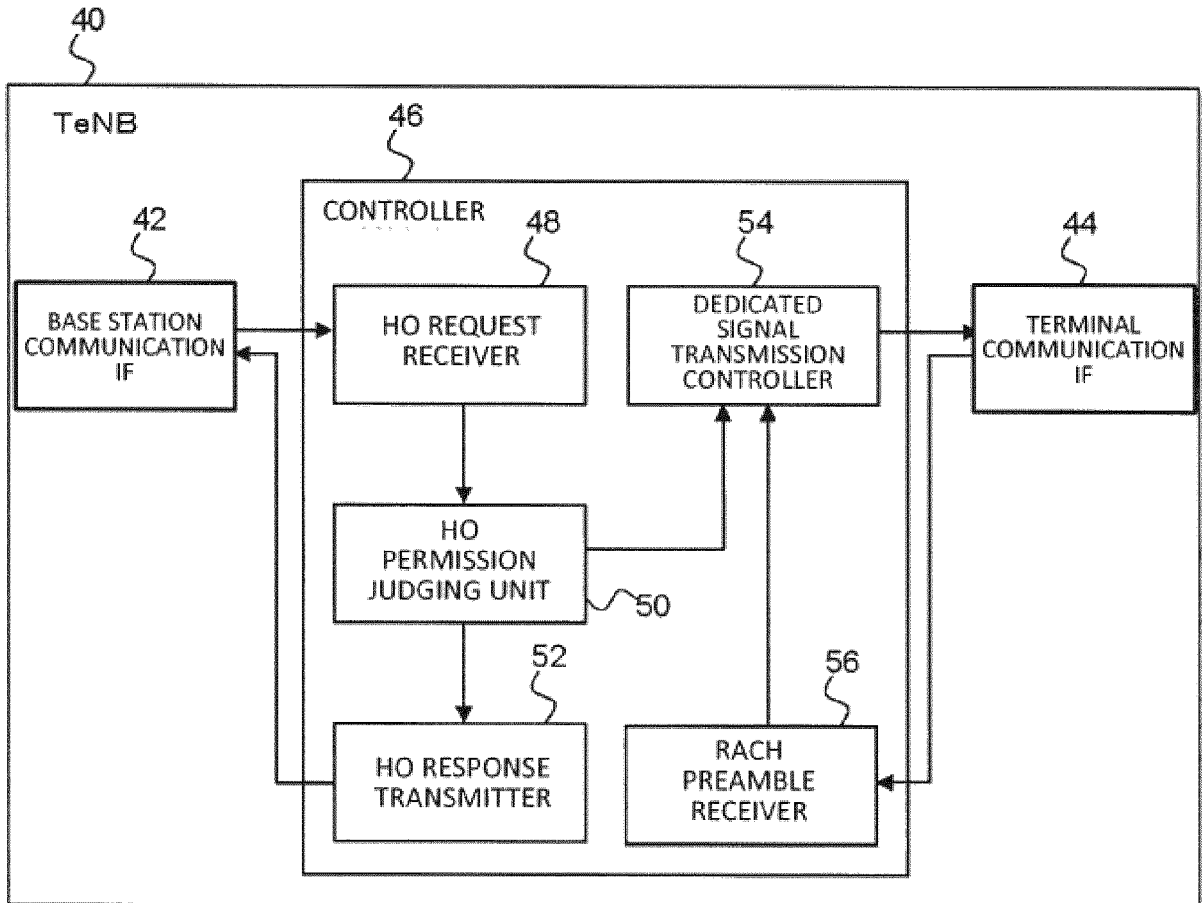 40
TeNB
46
CONTROLLER
42
BASE STATION
COMMUNICATION
IF
48
HO REQUEST
RECEIVER
54
DEDICATED
SIGNAL
TRANSMISSION
CONTROLLER
44
TERMINAL
COMMUNICATION
IF
HO
PERMISSION
JUDGING UNIT
50
52
HO RESPONSE
TRANSMITTER
56
RACH
PREAMBLE
RECEIVER